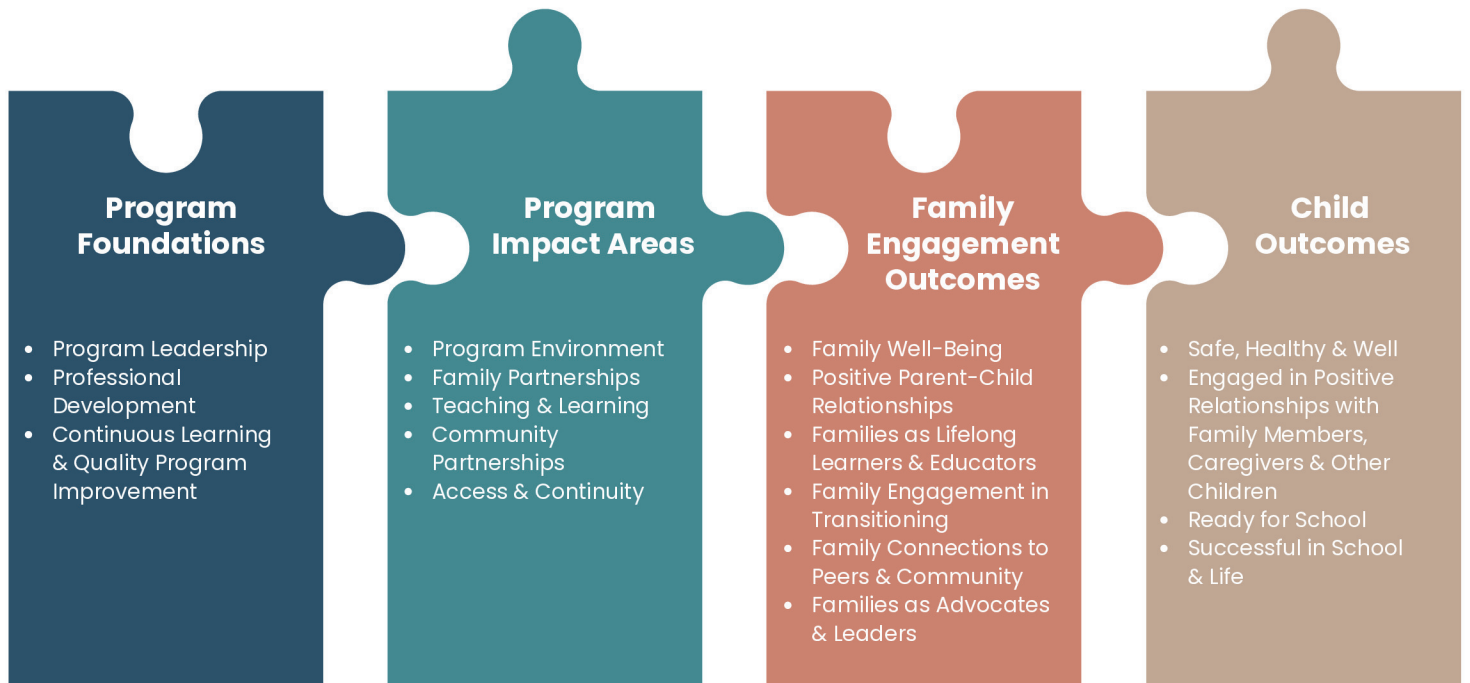 Program
Foundations
• Program Leadership
• Professional
Development
• Continuous Learning
& Quality Program
Improvement
Program
Impact Areas
• Program Environment
• Family Partnerships
• Teaching & Learning
• Community
Partnerships
• Access & Continuity
Family
Engagement
Outcomes
• Family Well-Being
• Positive Parent-Child
Relationships
• Families as Lifelong
Learners & Educators
• Family Engagement in
Transitioning
• Family Connections to
Peers & Community
• Families as Advocates
& Leaders
Child
Outcomes
• Safe, Healthy & Well
• Engaged in Positive
Relationships with
Family Members,
Caregivers & Other
Children
• Ready for School
• Successful in School
& Life